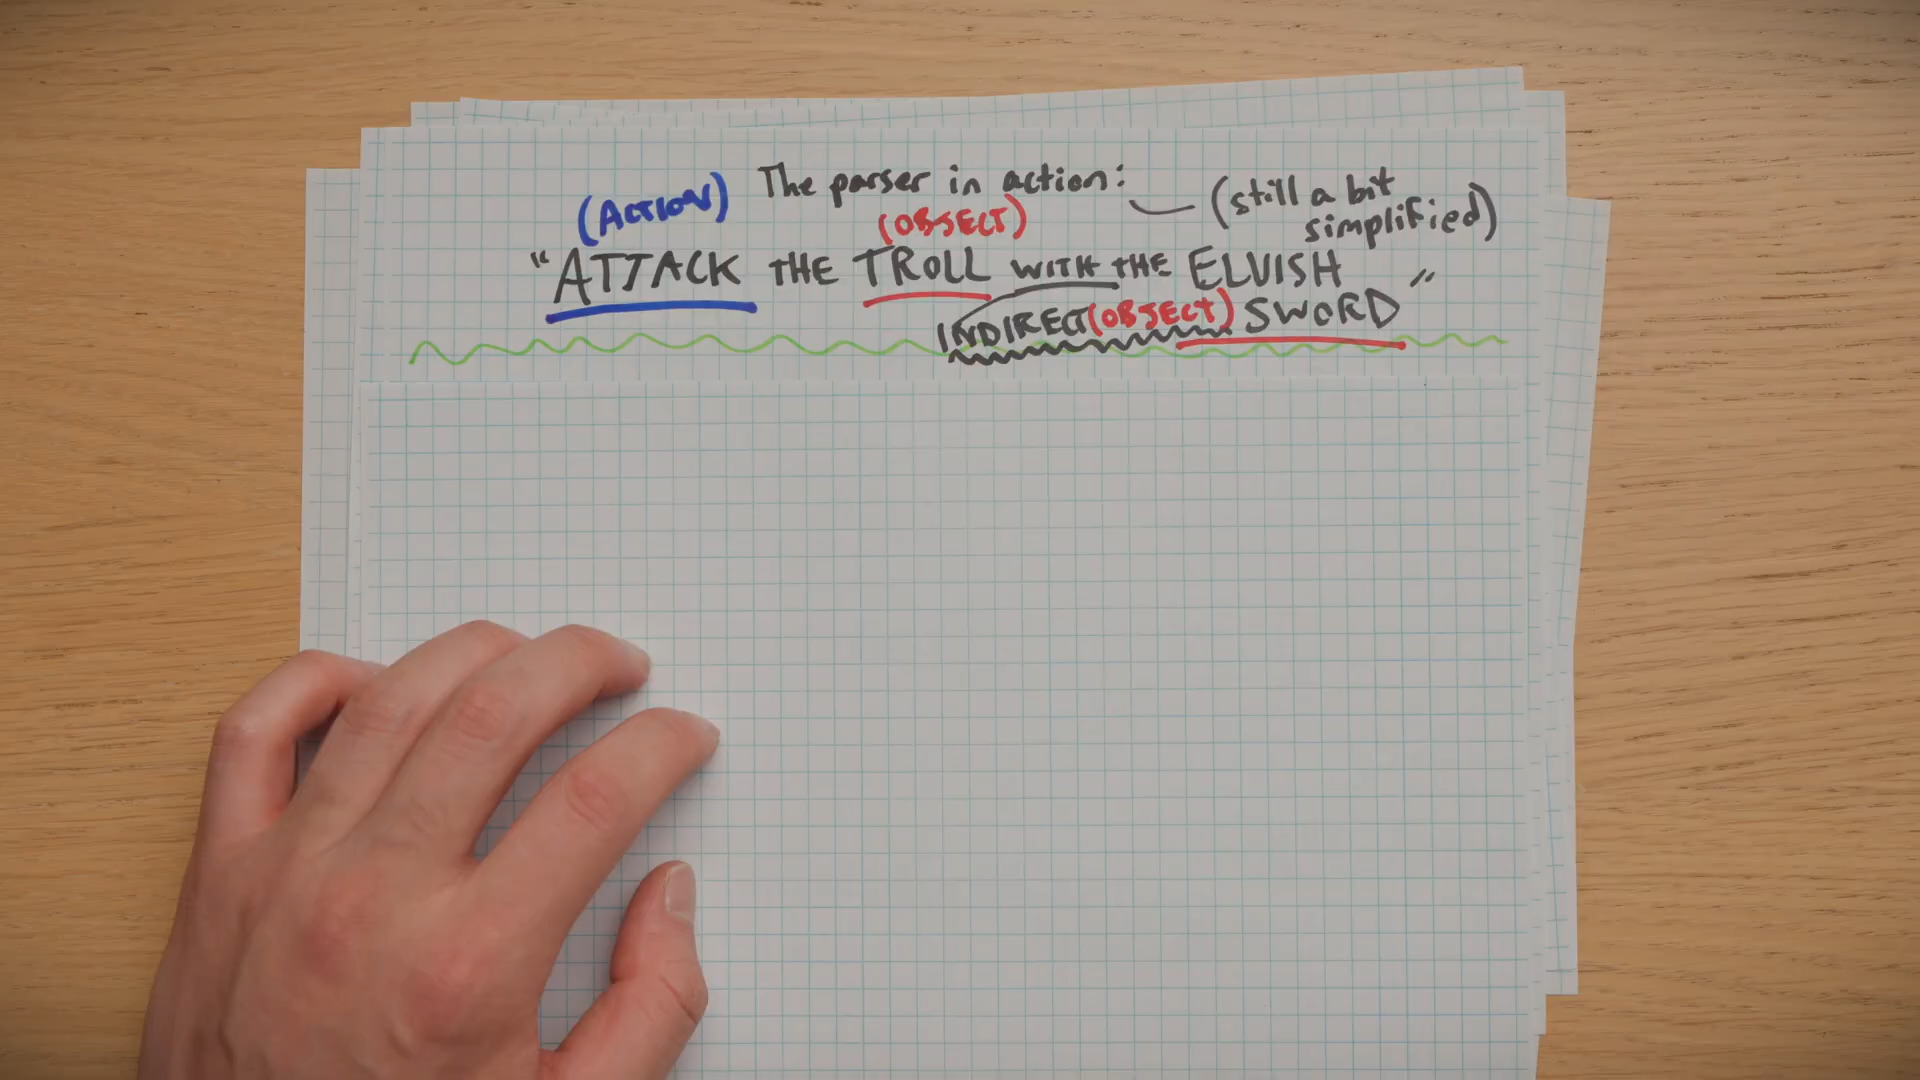 The parser in action:
(still a bit
simplified)
(ACTION)
(OBJECT)
“ATTACK THE TROLL WITH THE ELVISH
INDIRECT (OBJECT) SWORD”